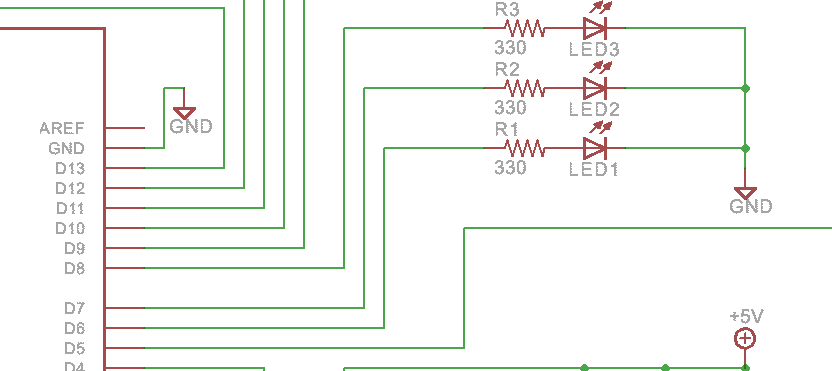 R3
330
LED3
R2
330
LED2
R1
330
LED1
GND
GND
AREF
GND
D13
D12
D11
D10
D9
D8
D7
D6
D5
D4
+5V